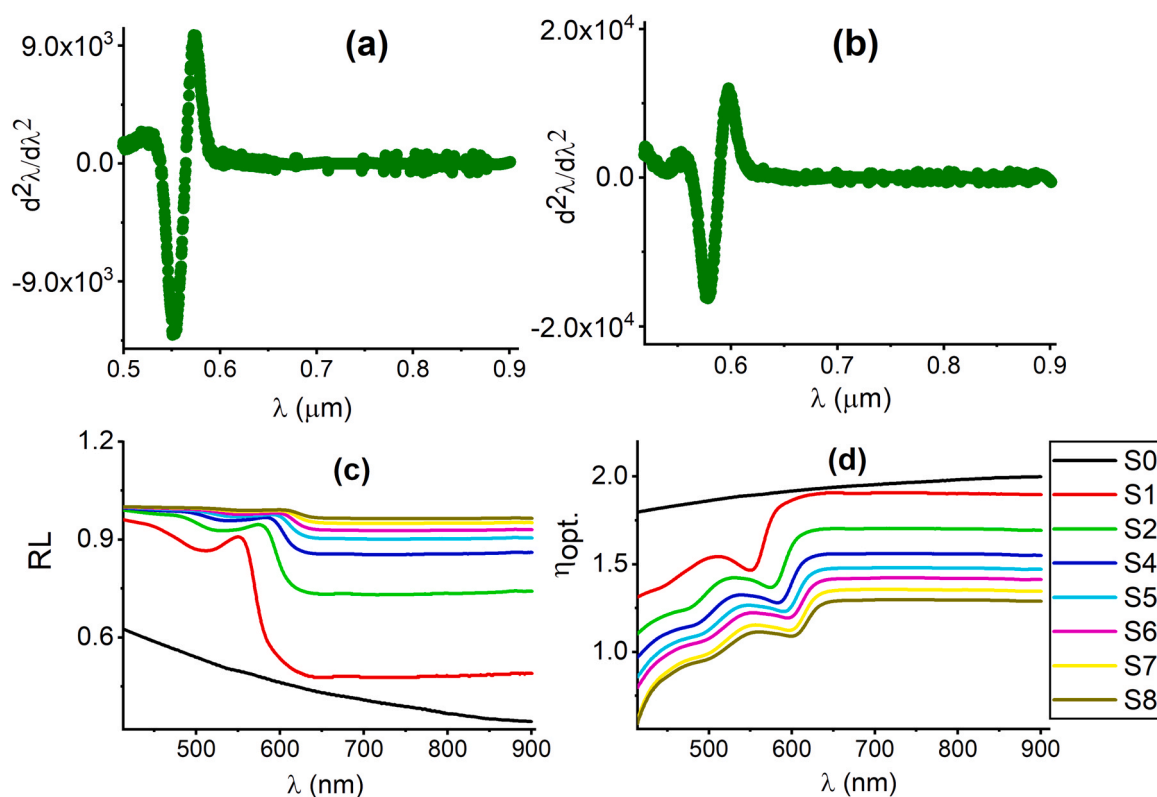 (a)
9.0x10³
0.0
-9.0x10³
d²λ/dλ²
0.5 0.6 0.7 0.8 0.9
λ (μm)
(b)
2.0x10⁴
0.0
-2.0x10⁴
d²λ/dλ²
0.6 0.7 0.8 0.9
λ (μm)
(c)
1.2
0.9
0.6
RL
500 600 700 800 900
λ (nm)
(d)
2.0
1.5
1.0
ηopt.
500 600 700 800 900
λ (nm)
S0
S1
S2
S4
S5
S6
S7
S8